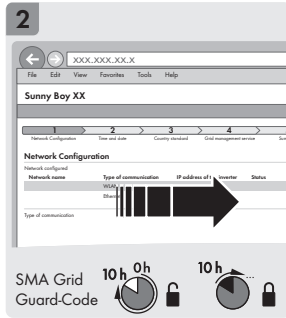 2
XXX.XXX.XX.X
File Edit View Favorites Tools Help
Sunny Boy XX
1 2 3 4
Network Configuration Time and date Country standard Grid management service
Network Configuration
Network configured
Network name Type of communication IP address of inverter Status
WLAN
Type of communication
SMA Grid
Guard-Code
10 h 0h 10 h ...